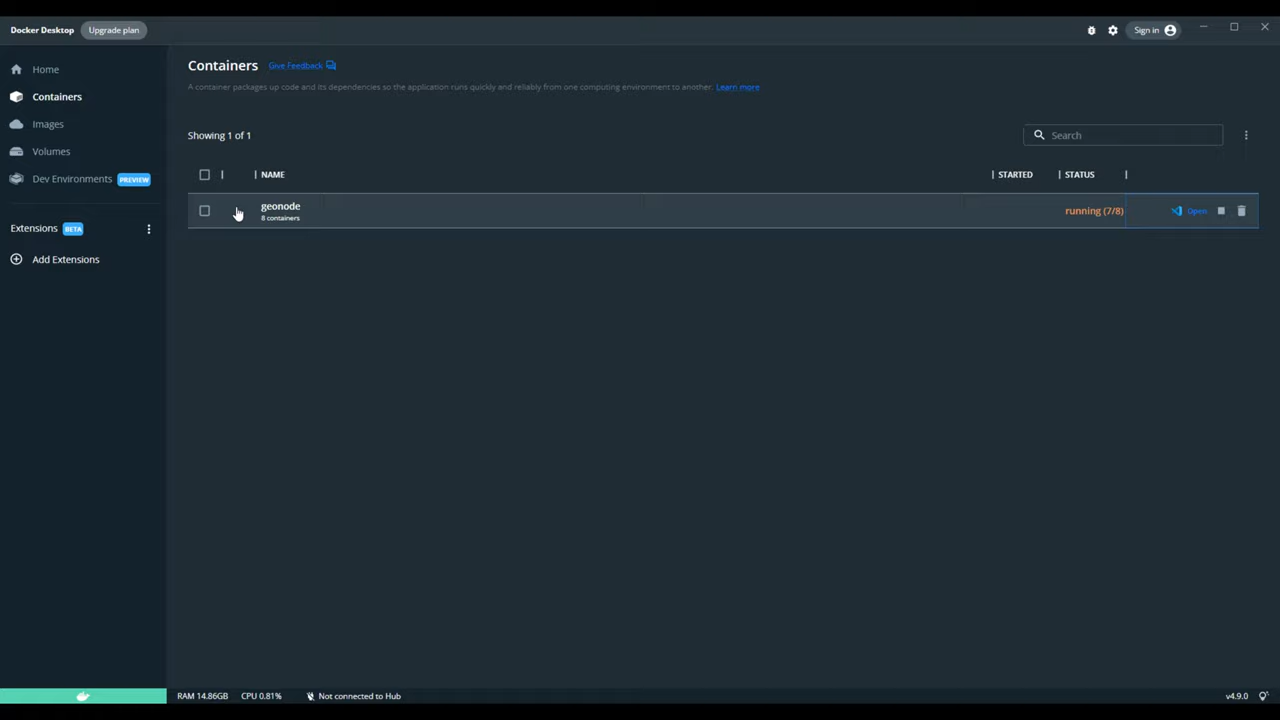 Docker Desktop Upgrade plan Sign in
Home
Containers
Images
Volumes
Dev Environments PREVIEW
Extensions BETA
Add Extensions
Containers Give Feedback
A container packages up code and its dependencies so the application runs quickly and reliably from one computing environment to another. Learn more
Showing 1 of 1 Search
NAME STARTED STATUS
geonode running (7/8) Open
8 containers
RAM 14.86GB CPU 0.81% Not connected to Hub v4.9.0